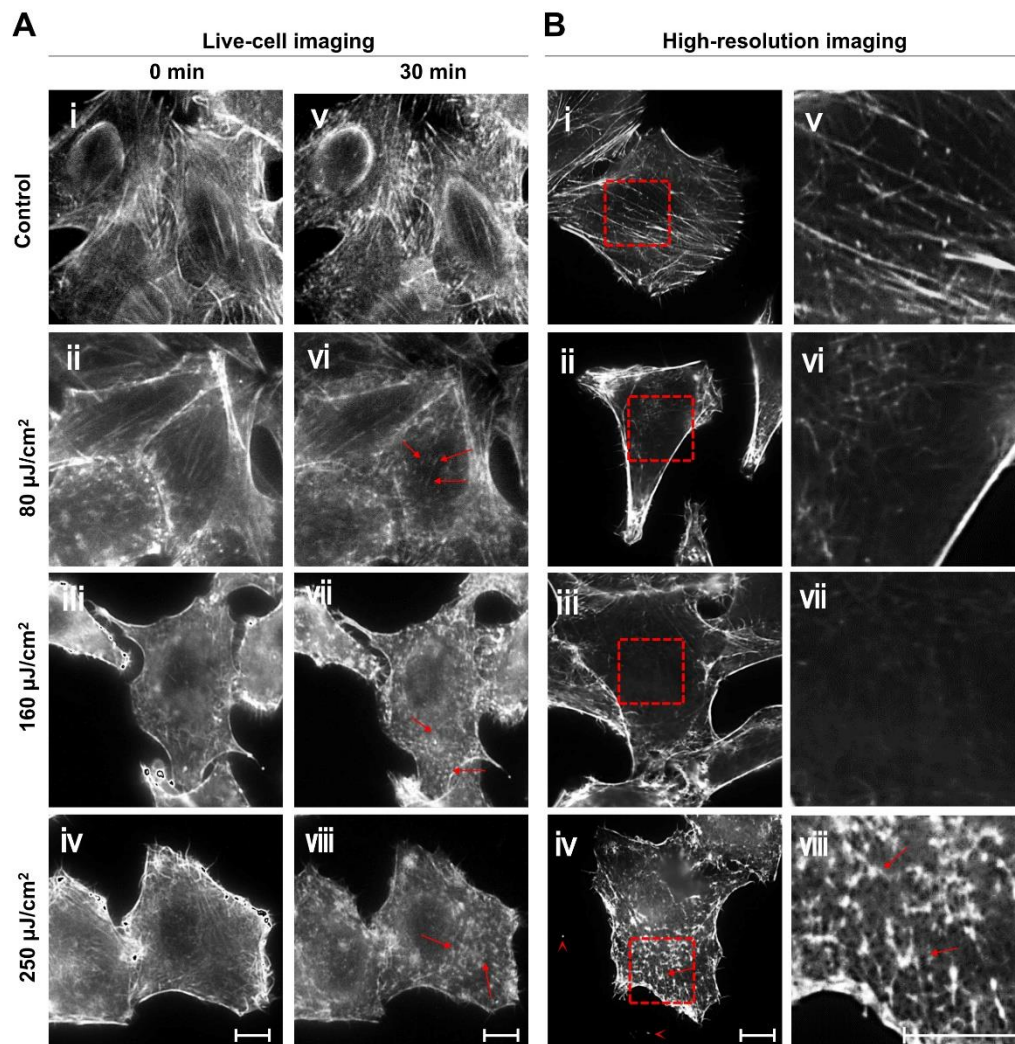 A B
Live-cell imaging High-resolution imaging
0 min 30 min
Control i v i v
80 µJ/cm² ii vi ii vi
160 µJ/cm² iii vii iii vii
250 µJ/cm² iv viii iv viii